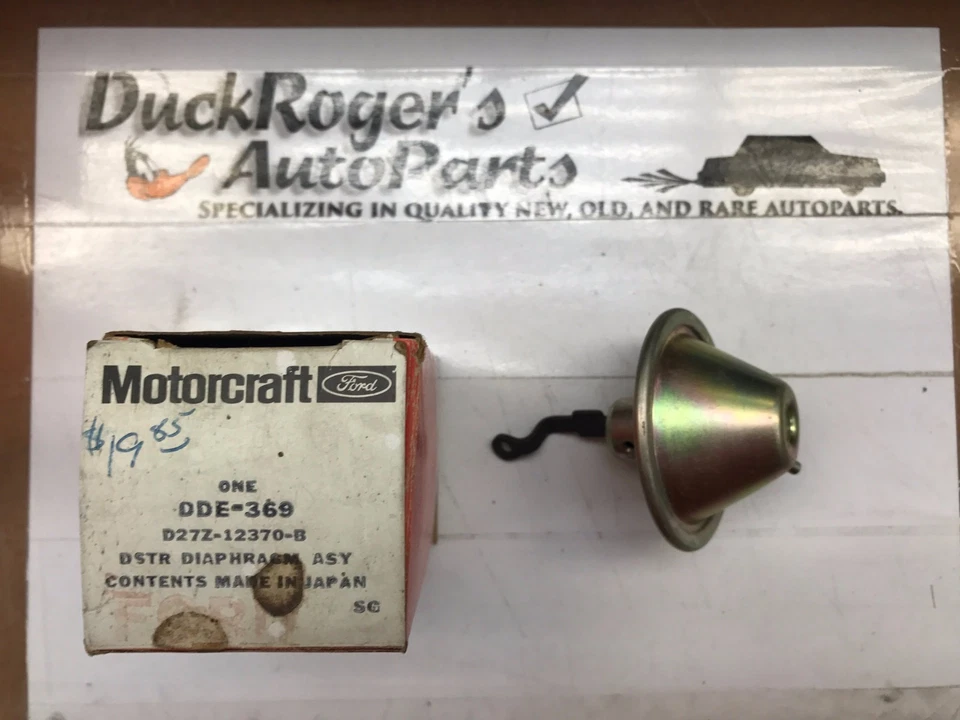 DuckRoger's
AutoParts
SPECIALIZING IN QUALITY NEW, OLD, AND RARE AUTOPARTS.
Motorcraft Ford
$19 85
ONE
DDE-369
D27Z-12370-B
DSTR DIAPHRAGM ASY
CONTENTS MADE IN JAPAN
SG